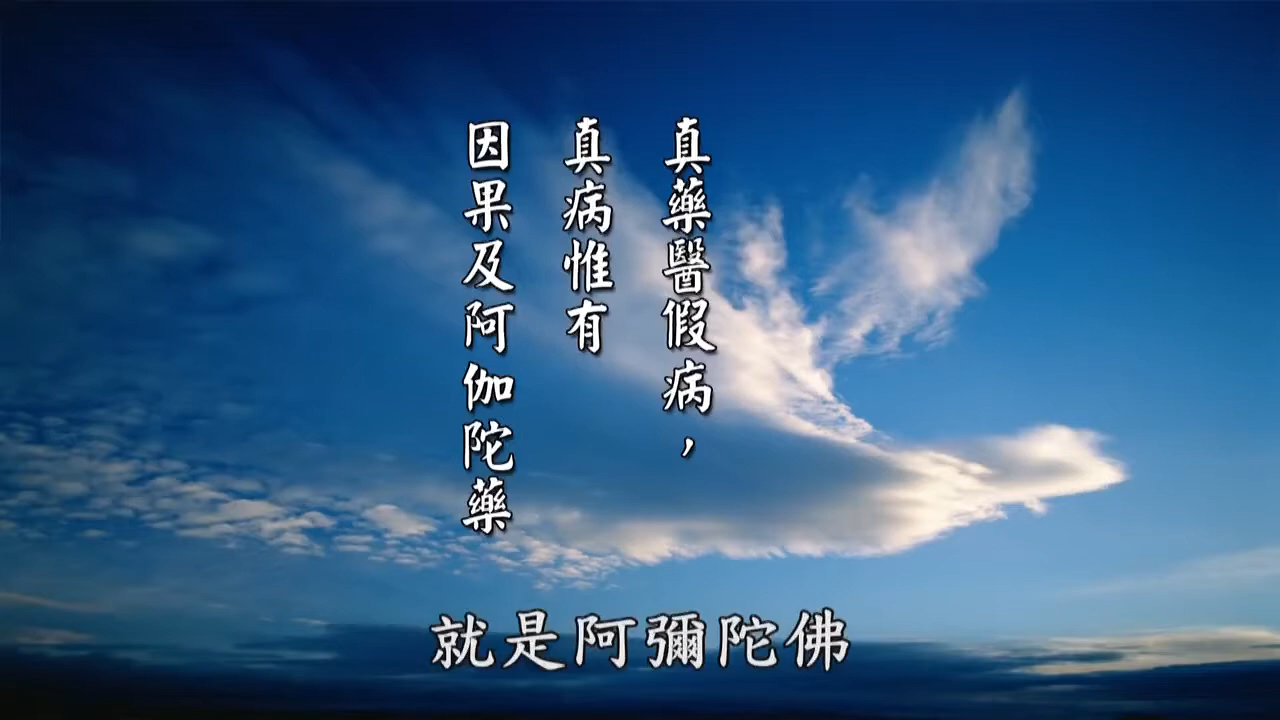 真藥醫假病，
真病惟有
因果及阿伽陀藥
就是阿彌陀佛